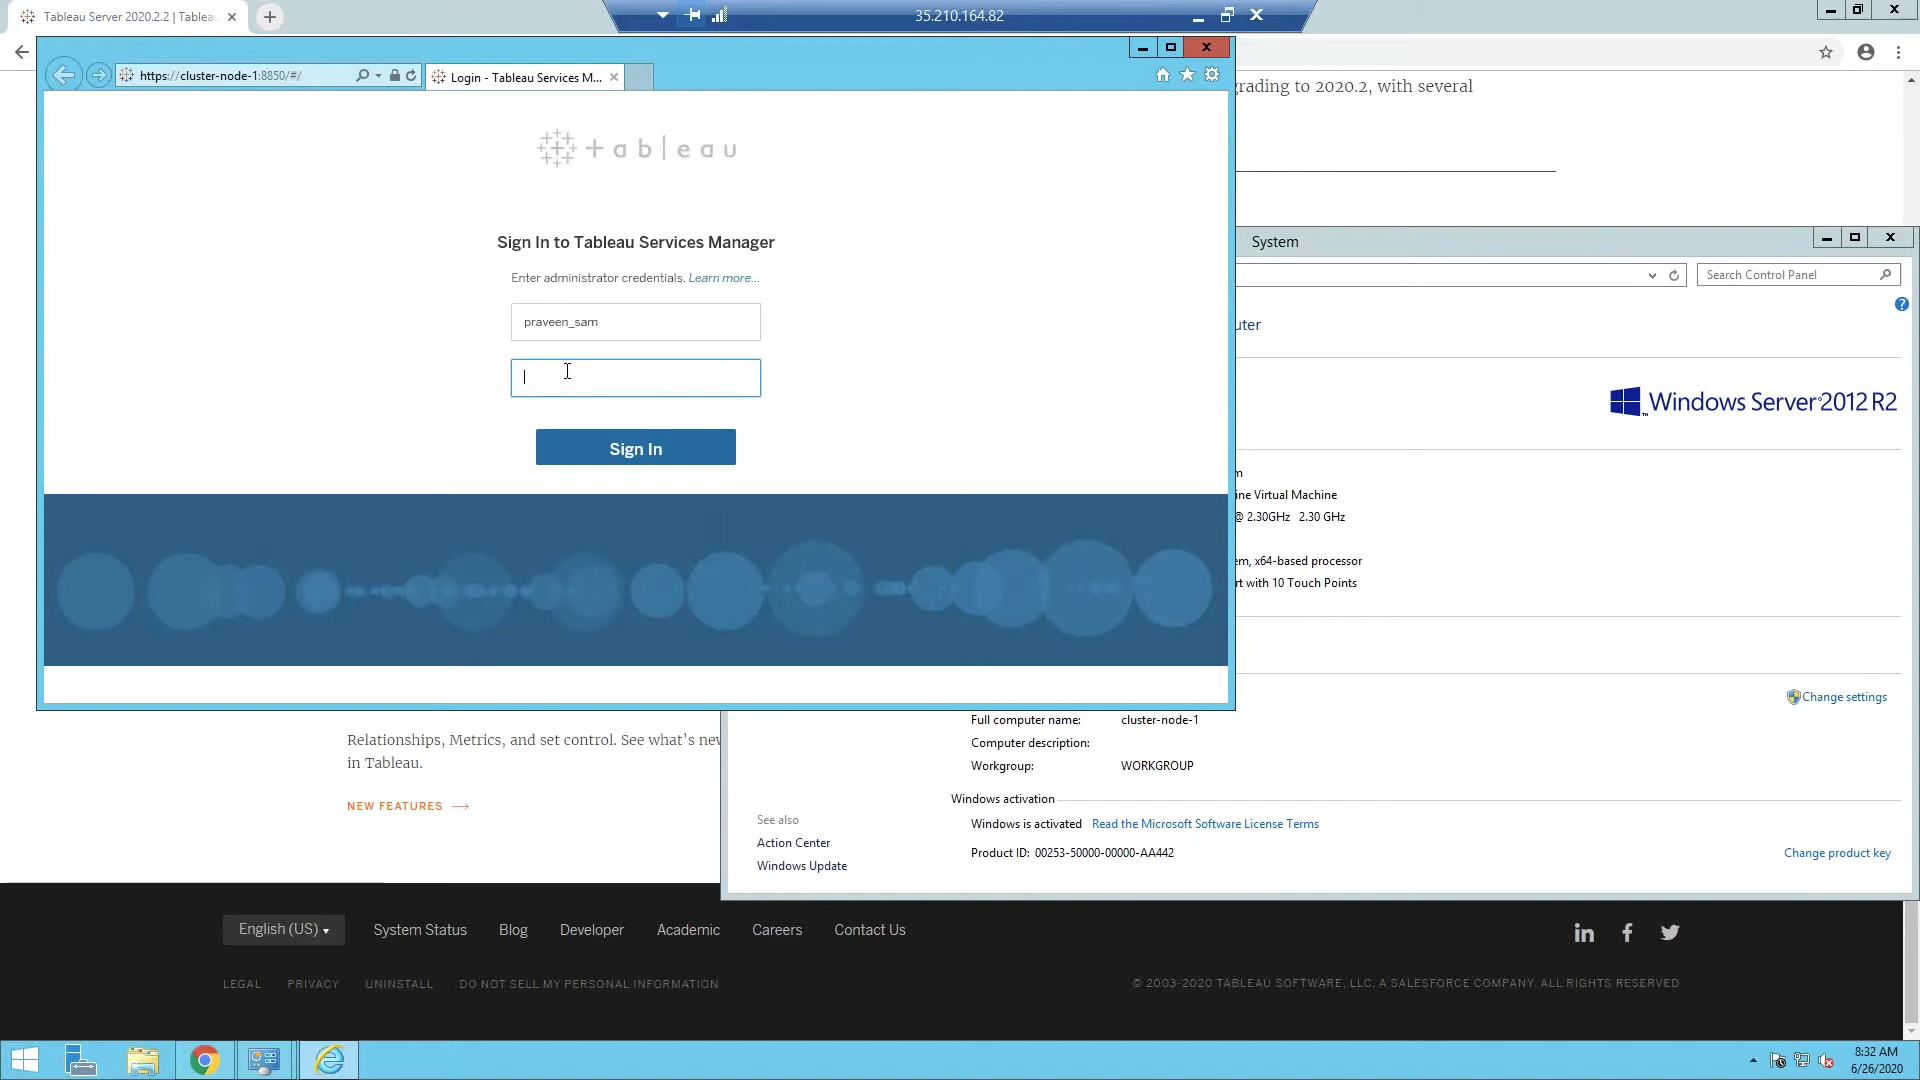 Tableau Server 2020.2.2 | Tablea
35.210.164.82
https://cluster-node-1:8850/#/
Login - Tableau Services M...
grading to 2020.2, with several
+ableau
Sign In to Tableau Services Manager
Enter administrator credentials. Learn more...
praveen_sam
Sign In
System
Search Control Panel
uter
Windows Server 2012 R2
m
ine Virtual Machine
@ 2.30GHz 2.30 GHz
em, x64-based processor
rt with 10 Touch Points
Change settings
Full computer name: cluster-node-1
Computer description:
Workgroup: WORKGROUP
Windows activation
Windows is activated Read the Microsoft Software License Terms
Product ID: 00253-50000-00000-AA442
Change product key
See also
Action Center
Windows Update
Relationships, Metrics, and set control. See what's new
in Tableau.
NEW FEATURES
English (US)
System Status
Blog
Developer
Academic
Careers
Contact Us
LEGAL
PRIVACY
UNINSTALL
DO NOT SELL MY PERSONAL INFORMATION
© 2003-2020 TABLEAU SOFTWARE, LLC, A SALESFORCE COMPANY. ALL RIGHTS RESERVED
8:32 AM
6/26/2020